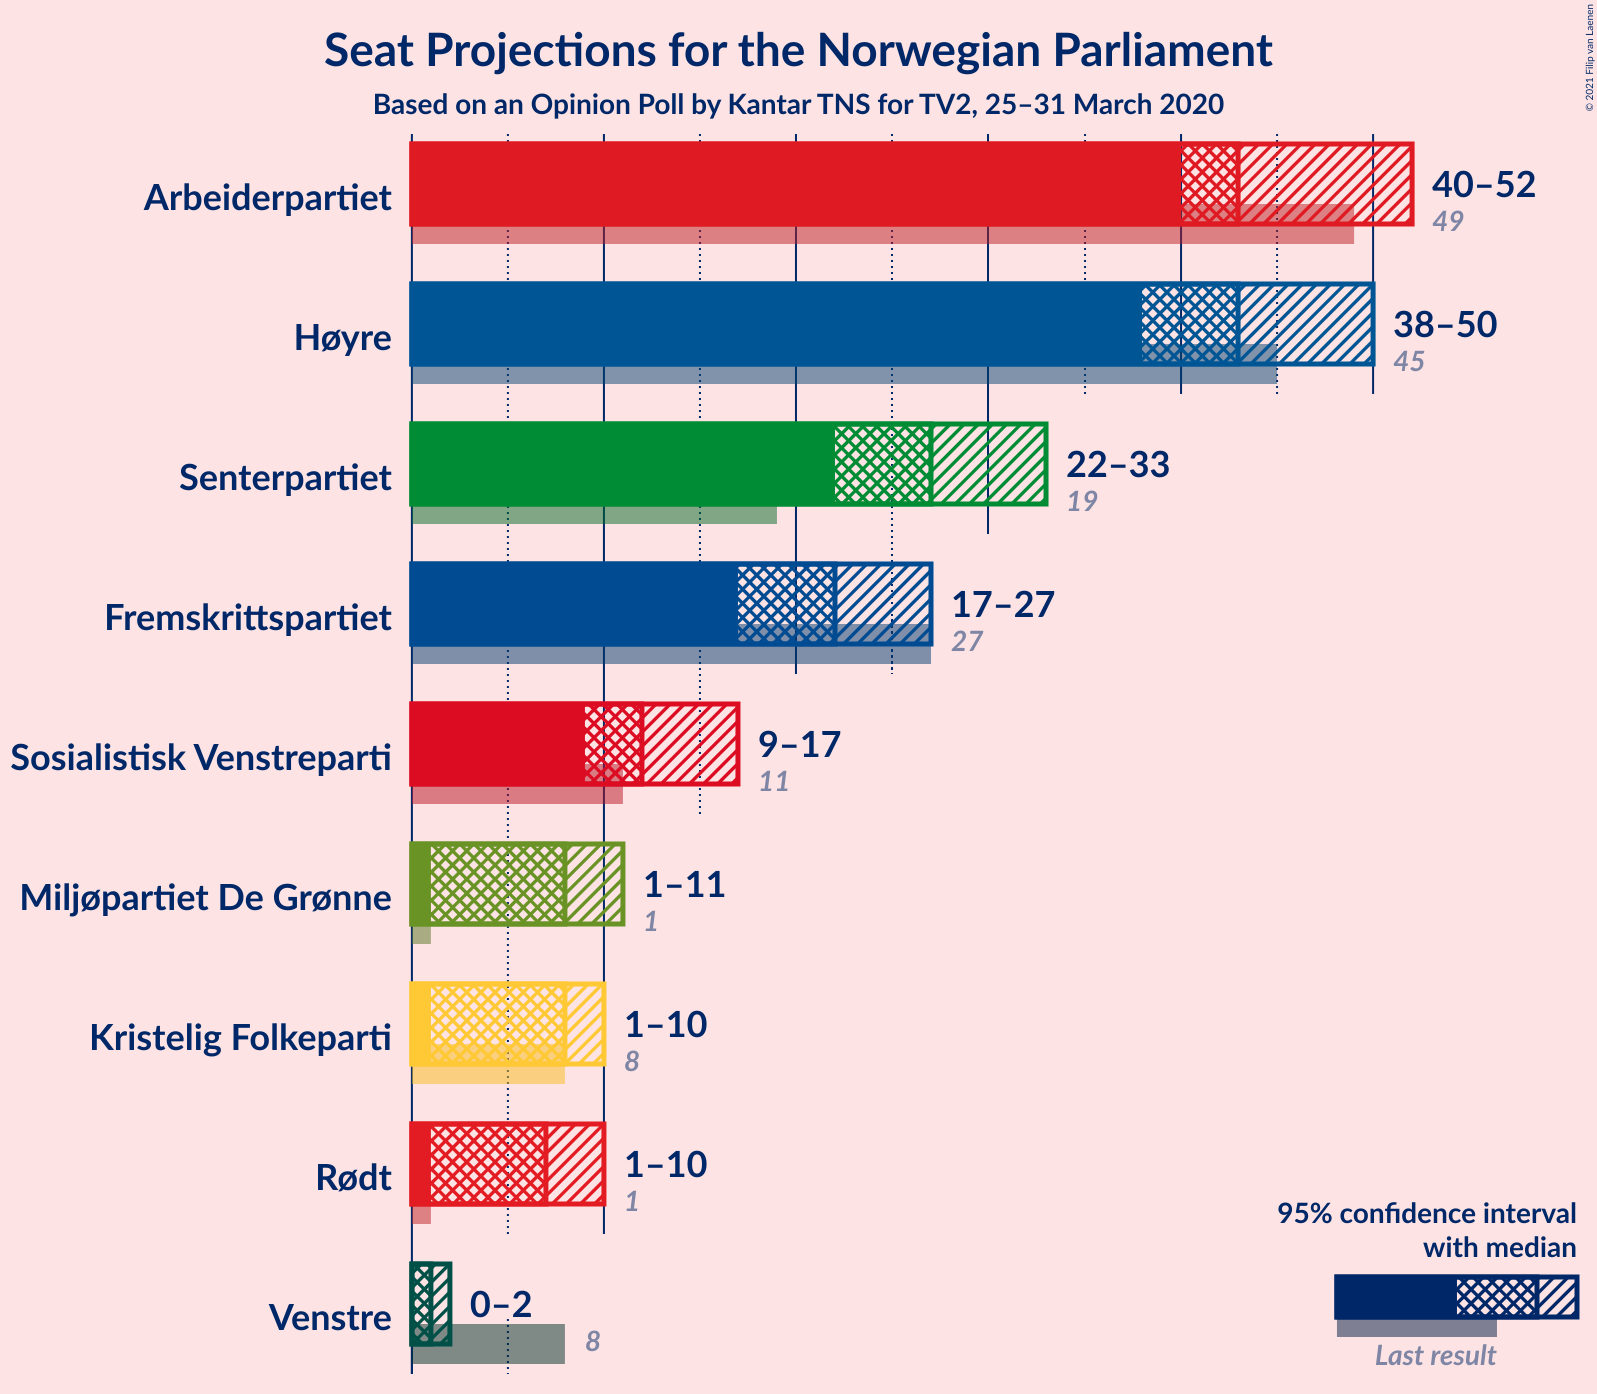 Seat Projections for the Norwegian Parliament
Based on an Opinion Poll by Kantar TNS for TV2, 25–31 March 2020
© 2021 Filip van Laenen
Arbeiderpartiet
40–52
49
Høyre
38–50
45
Senterpartiet
22–33
19
Fremskrittspartiet
17–27
27
Sosialistisk Venstreparti
9–17
11
Miljøpartiet De Grønne
1–11
1
Kristelig Folkeparti
1–10
8
Rødt
1–10
1
Venstre
0–2
8
95% confidence interval
with median
Last result